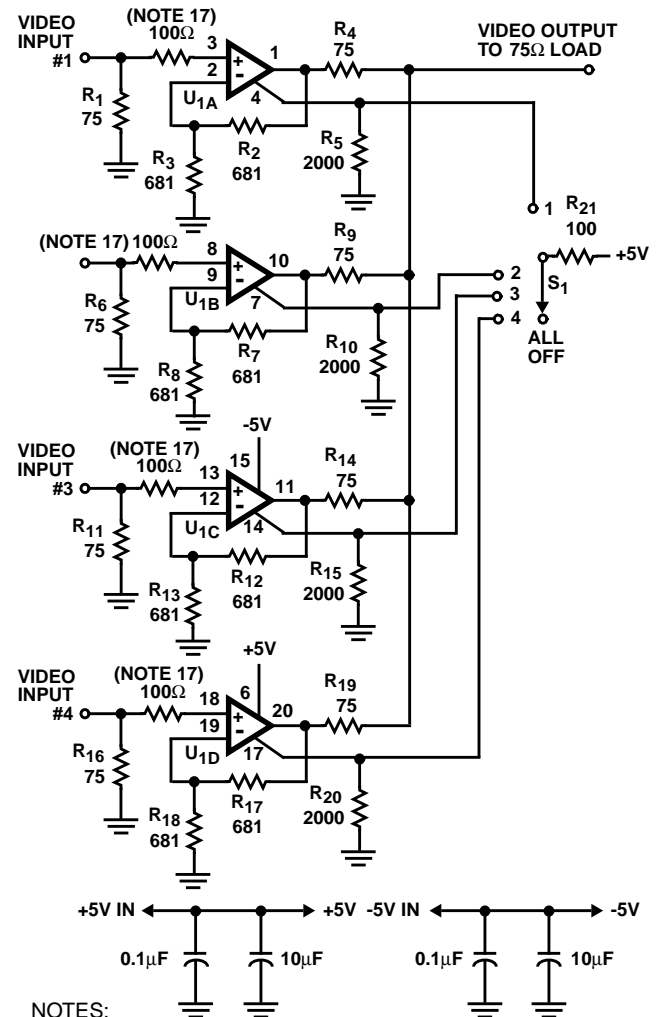 VIDEO INPUT #1
(NOTE 17)
100Ω
3
2
+
-
1
4
U1A
R1
75
R2
681
R3
681
R4
75
R5
2000
VIDEO OUTPUT
TO 75Ω LOAD
1
R21
100
+5V
S1
2
3
4
ALL
OFF
(NOTE 17) 100Ω
8
9
+
-
10
7
U1B
R6
75
R7
681
R8
681
R9
75
R10
2000
VIDEO
INPUT
#3
(NOTE 17)
100Ω
-5V
15
13
12
+
-
11
14
U1C
R11
75
R12
681
R13
681
R14
75
R15
2000
VIDEO
INPUT
#4
(NOTE 17)
100Ω
+5V
6
18
19
+
-
20
17
U1D
R16
75
R17
681
R18
681
R19
75
R20
2000
+5V IN
+5V
0.1µF
10µF
-5V IN
-5V
0.1µF
10µF
NOTES: